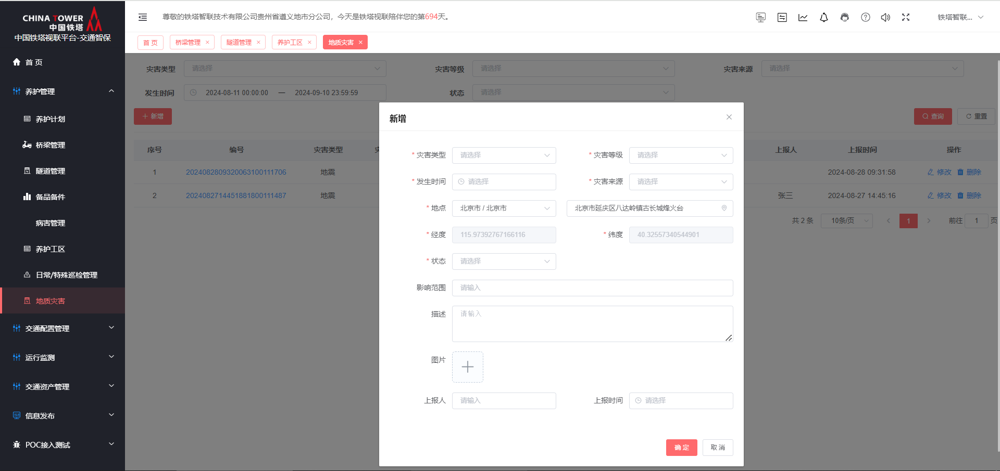 CHINA TOWER
中国铁塔
中国铁塔视联平台-交通智保
首 页
养护管理
养护计划
桥梁管理
隧道管理
备品备件
病害管理
养护工区
日常/特殊巡检管理
地质灾害
交通配置管理
运行监测
交通资产管理
信息发布
POC接入测试
尊敬的铁塔智联技术有限公司贵州省遵义地市分公司，今天是铁塔视联陪伴您的第694天。
铁塔智联...
首 页 桥梁管理 × 隧道管理 × 养护工区 × 地质灾害 ×
灾害类型 请选择 灾害等级 请选择 灾害来源 请选择
发生时间 2024-08-11 00:00:00 — 2024-09-10 23:59:59 状态 请选择
+ 新增 查询 重置
序号 编号 灾害类型 上报人 上报时间 操作
1 2024082809320063100111706 地震 2024-08-28 09:31:58 修改 删除
2 2024082714451881800111487 地震 张三 2024-08-27 14:45:16 修改 删除
共 2 条 10条/页 1 前往 1 页
新增
* 灾害类型 请选择 * 灾害等级 请选择
* 发生时间 请选择 * 灾害来源 请选择
* 地点 北京市 / 北京市 北京市延庆区八达岭镇古长城烽火台
* 经度 115.97392767166116 * 纬度 40.32557340544901
* 状态 请选择
影响范围 请输入
描述 请输入
图片
上报人 请输入 上报时间 请选择
确 定 取 消